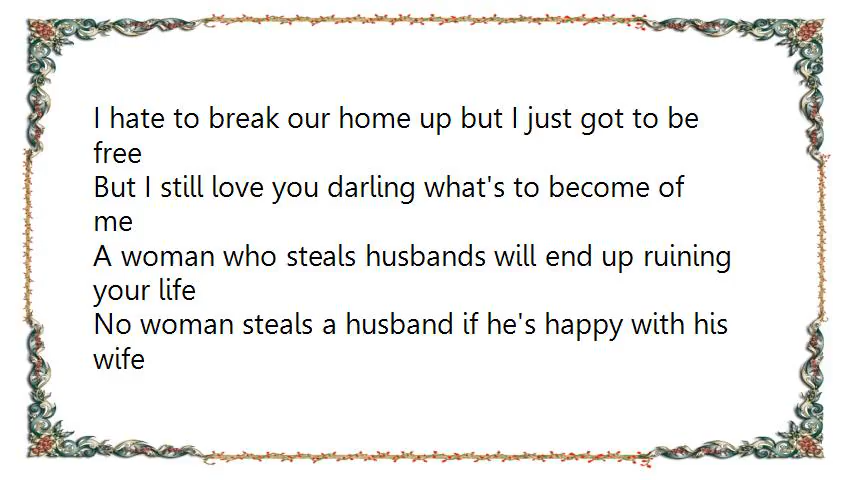 I hate to break our home up but I just got to be
free
But I still love you darling what's to become of
me
A woman who steals husbands will end up ruining
your life
No woman steals a husband if he's happy with his
wife